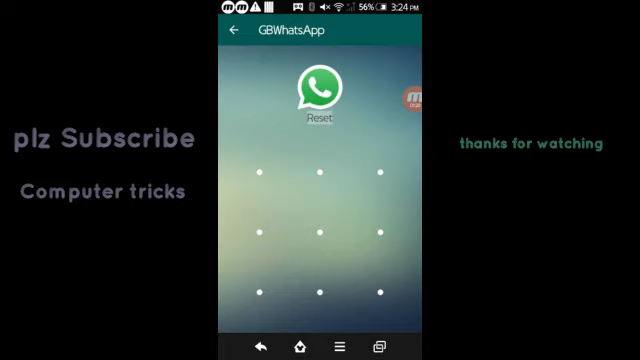 56% 3:24 PM
GBWhatsApp
Reset
plz Subscribe
Computer tricks
thanks for watching